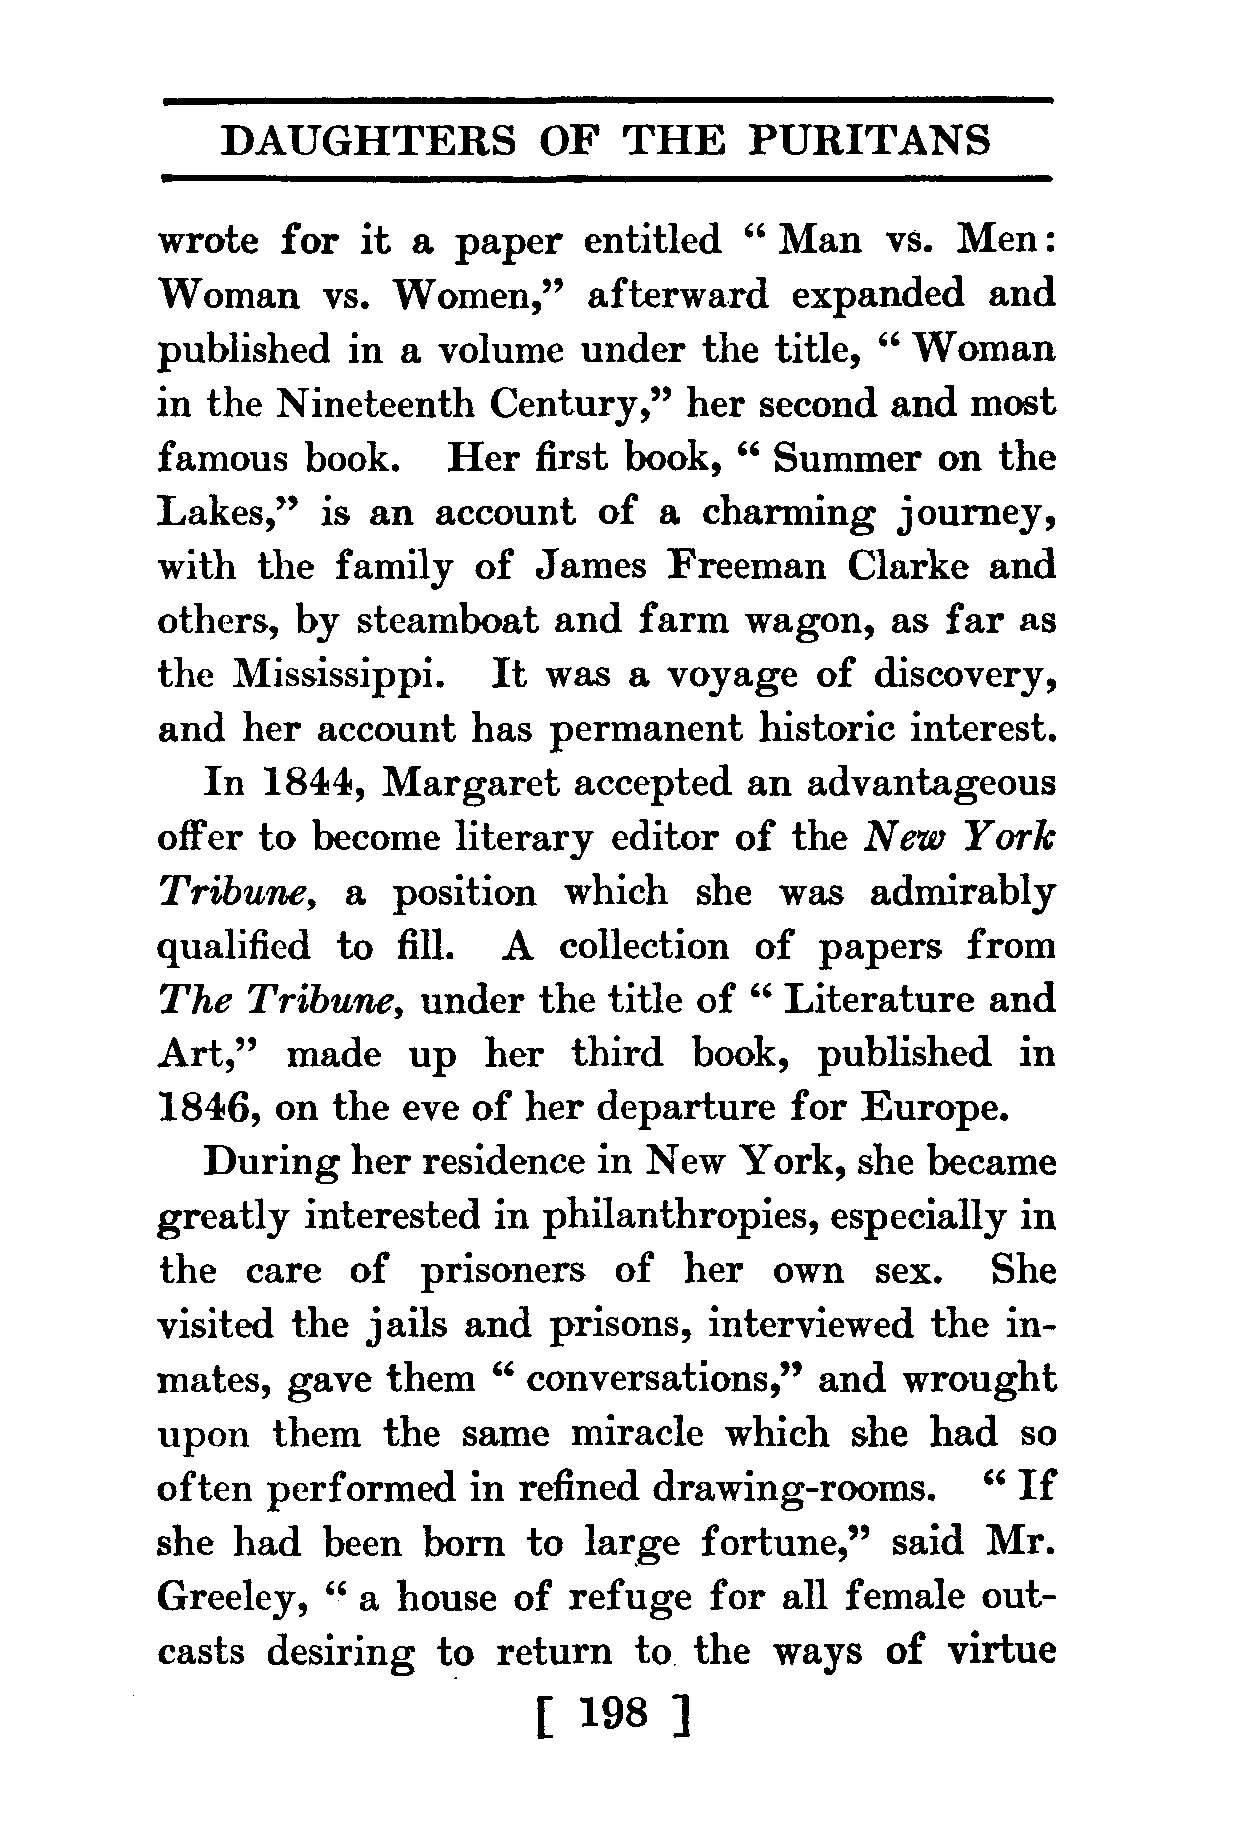 DAUGHTERS OF THE PURITANS
wrote for it a paper entitled “ Man vs. Men:
Woman vs. Women,” afterward expanded and
published in a volume under the title, “ Woman
in the Nineteenth Century,” her second and most
famous book. Her first book, “ Summer on the
Lakes,” is an account of a charming journey,
with the family of James Freeman Clarke and
others, by steamboat and farm wagon, as far as
the Mississippi. It was a voyage of discovery,
and her account has permanent historic interest.
In 1844, Margaret accepted an advantageous
offer to become literary editor of the New York
Tribune, a position which she was admirably
qualified to fill. A collection of papers from
The Tribune, under the title of “ Literature and
Art,” made up her third book, published in
1846, on the eve of her departure for Europe.
During her residence in New York, she became
greatly interested in philanthropies, especially in
the care of prisoners of her own sex. She
visited the jails and prisons, interviewed the in-
mates, gave them “ conversations,” and wrought
upon them the same miracle which she had so
often performed in refined drawing-rooms. “ If
she had been born to large fortune,” said Mr.
Greeley, “ a house of refuge for all female out-
casts desiring to return to the ways of virtue
[ 198 ]